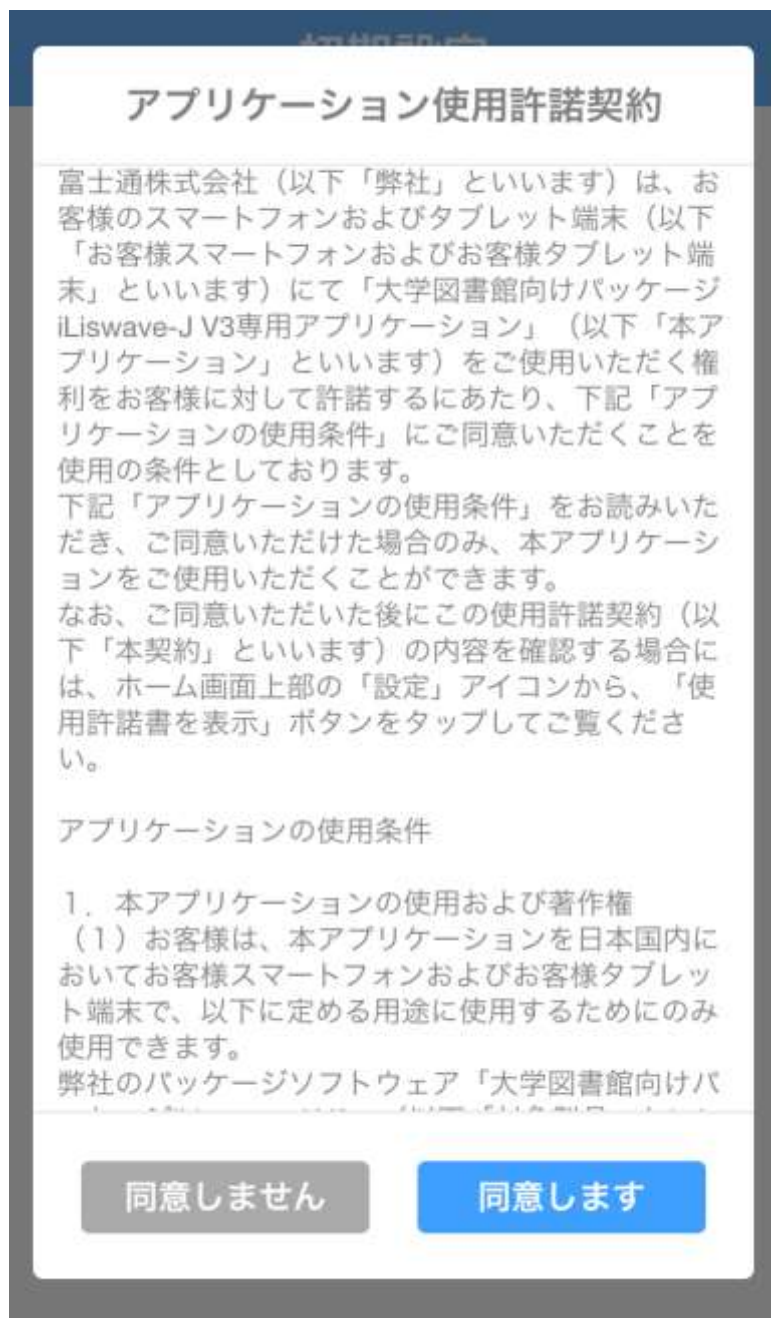 アプリケーション使用許諾契約
富士通株式会社（以下「弊社」といいます）は、お
客様のスマートフォンおよびタブレット端末（以下
「お客様スマートフォンおよびお客様タブレット端
末」といいます）にて「大学図書館向けパッケージ
iLiswave-J V3専用アプリケーション」（以下「本ア
プリケーション」といいます）をご使用いただく権
利をお客様に対して許諾するにあたり、下記「アプ
リケーションの使用条件」にご同意いただくことを
使用の条件としております。
下記「アプリケーションの使用条件」をお読みいた
だき、ご同意いただけた場合のみ、本アプリケーシ
ョンをご使用いただくことができます。
なお、ご同意いただいた後にこの使用許諾契約（以
下「本契約」といいます）の内容を確認する場合に
は、ホーム画面上部の「設定」アイコンから、「使
用許諾書を表示」ボタンをタップしてご覧くださ
い。
アプリケーションの使用条件
１．本アプリケーションの使用および著作権
（１）お客様は、本アプリケーションを日本国内に
おいてお客様スマートフォンおよびお客様タブレッ
ト端末で、以下に定める用途に使用するためにのみ
使用できます。
弊社のパッケージソフトウェア「大学図書館向けパ
同意しません
同意します